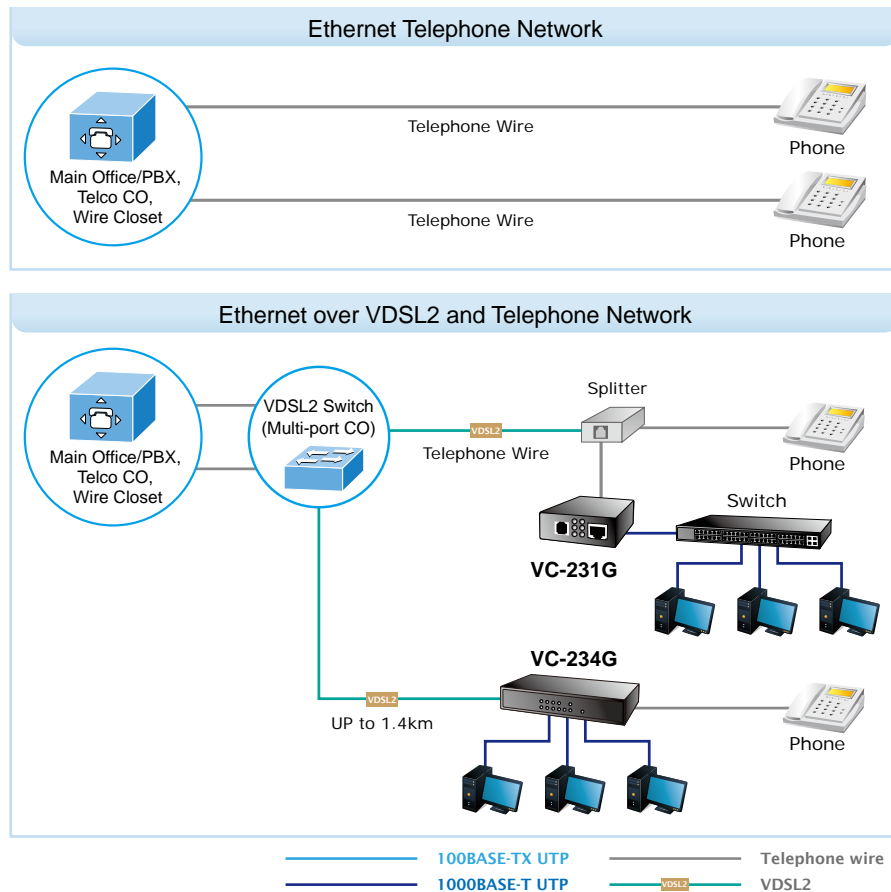 Ethernet Telephone Network
Main Office/PBX,
Telco CO,
Wire Closet
Telephone Wire
Phone
Telephone Wire
Phone
Ethernet over VDSL2 and Telephone Network
Main Office/PBX,
Telco CO,
Wire Closet
VDSL2 Switch
(Multi-port CO)
VDSL2
Telephone Wire
Splitter
Phone
VC-231G
Switch
VC-234G
VDSL2
UP to 1.4km
Phone
100BASE-TX UTP
Telephone wire
1000BASE-T UTP
VDSL2
VDSL2